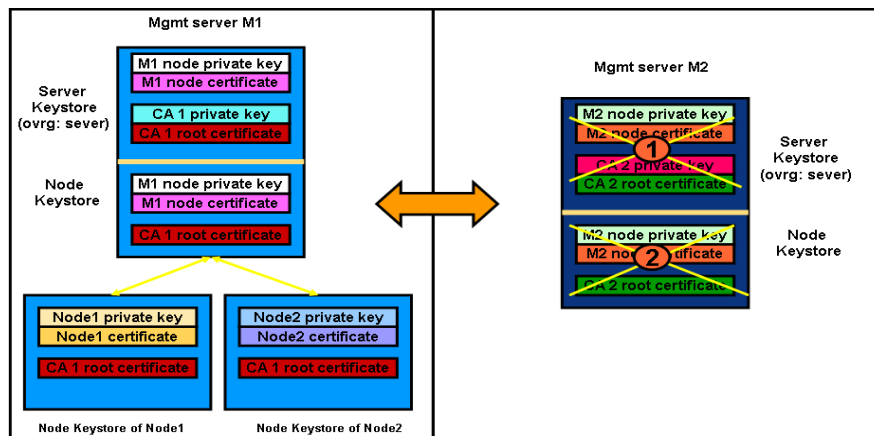 Mgmt server M1
Server
Keystore
(ovrg: sever)
M1 node private key
M1 node certificate
CA 1 private key
CA 1 root certificate
Node
Keystore
M1 node private key
M1 node certificate
CA 1 root certificate
Node1 private key
Node1 certificate
CA 1 root certificate
Node Keystore of Node1
Node2 private key
Node2 certificate
CA 1 root certificate
Node Keystore of Node2
Mgmt server M2
M2 node private key
M2 node certificate
1
CA 2 private key
CA 2 root certificate
Server
Keystore
(ovrg: sever)
M2 node private key
M2 node certificate
2
CA 2 root certificate
Node
Keystore